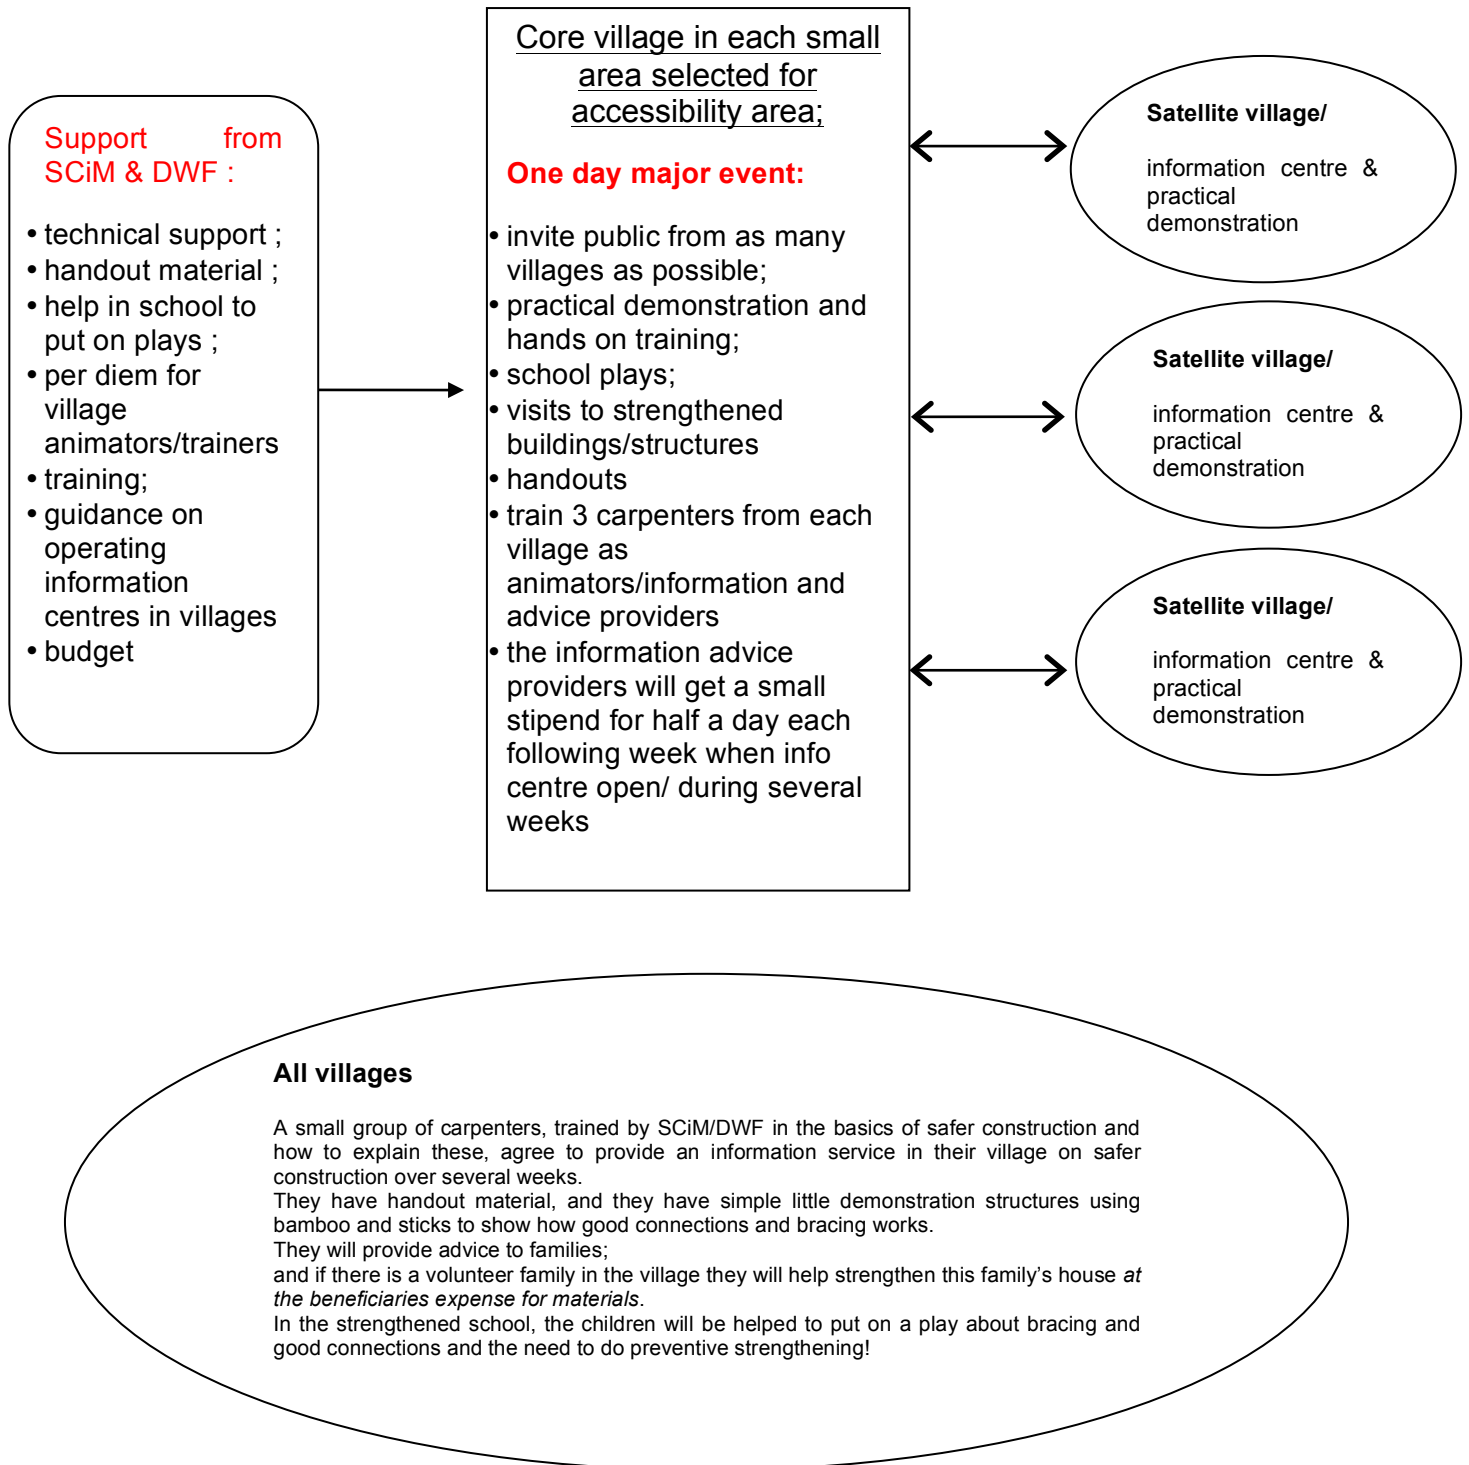 Support from
SCiM & DWF :
• technical support ;
• handout material ;
• help in school to
put on plays ;
• per diem for
village
animators/trainers
• training;
• guidance on
operating
information
centres in villages
• budget
Core village in each small
area selected for
accessibility area;
One day major event:
• invite public from as many
villages as possible;
• practical demonstration and
hands on training;
• school plays;
• visits to strengthened
buildings/structures
• handouts
• train 3 carpenters from each
village as
animators/information and
advice providers
• the information advice
providers will get a small
stipend for half a day each
following week when info
centre open/ during several
weeks
Satellite village/
information centre &
practical
demonstration
Satellite village/
information centre &
practical
demonstration
Satellite village/
information centre &
practical
demonstration
All villages
A small group of carpenters, trained by SCiM/DWF in the basics of safer construction and
how to explain these, agree to provide an information service in their village on safer
construction over several weeks.
They have handout material, and they have simple little demonstration structures using
bamboo and sticks to show how good connections and bracing works.
They will provide advice to families;
and if there is a volunteer family in the village they will help strengthen this family’s house at
the beneficiaries expense for materials.
In the strengthened school, the children will be helped to put on a play about bracing and
good connections and the need to do preventive strengthening!